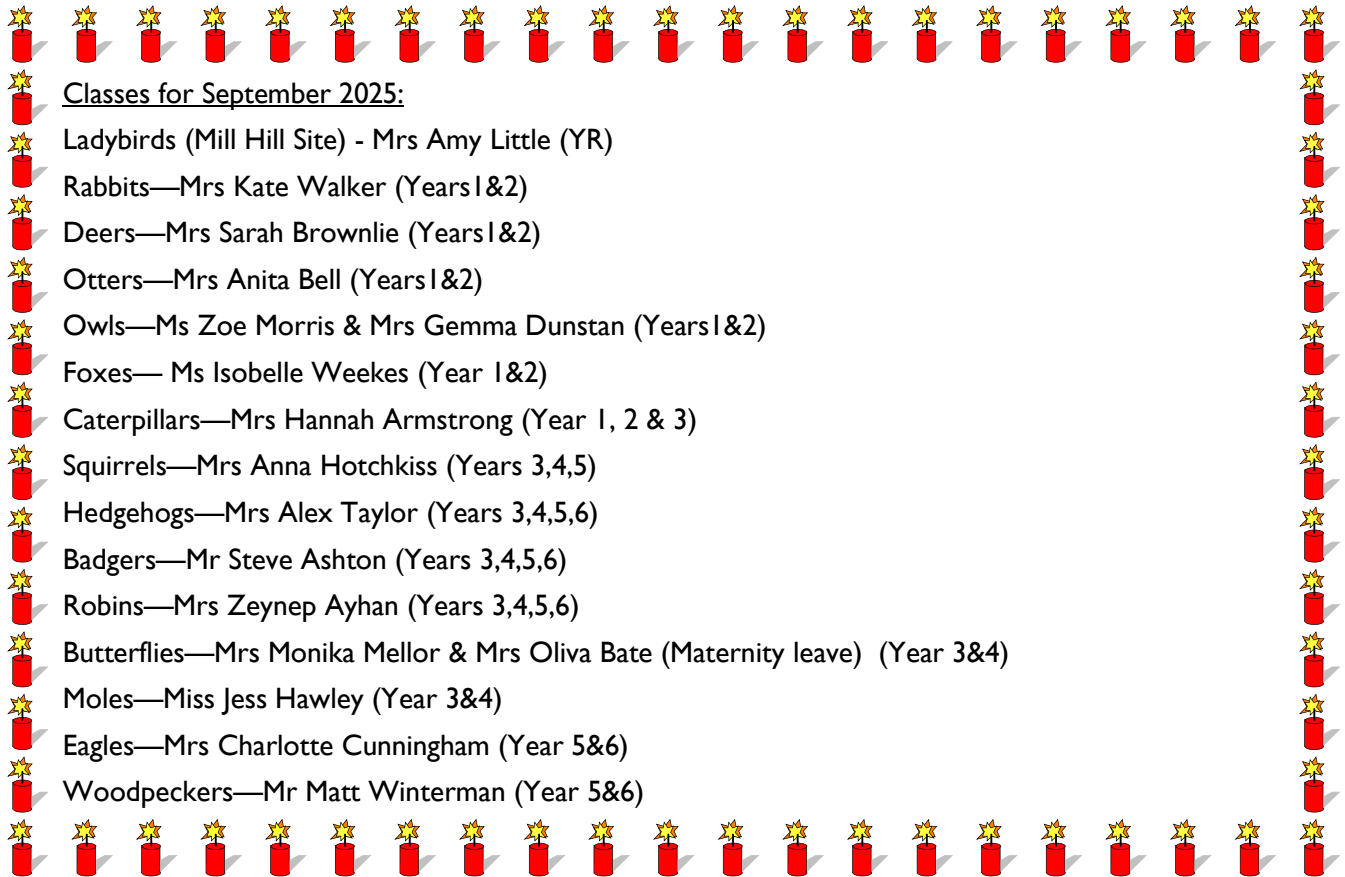 Classes for September 2025:
Ladybirds (Mill Hill Site) - Mrs Amy Little (YR)
Rabbits—Mrs Kate Walker (Years1&2)
Deers—Mrs Sarah Brownlie (Years1&2)
Otters—Mrs Anita Bell (Years1&2)
Owls—Ms Zoe Morris & Mrs Gemma Dunstan (Years1&2)
Foxes— Ms Isobelle Weekes (Year 1&2)
Caterpillars—Mrs Hannah Armstrong (Year 1, 2 & 3)
Squirrels—Mrs Anna Hotchkiss (Years 3,4,5)
Hedgehogs—Mrs Alex Taylor (Years 3,4,5,6)
Badgers—Mr Steve Ashton (Years 3,4,5,6)
Robins—Mrs Zeynep Ayhan (Years 3,4,5,6)
Butterflies—Mrs Monika Mellor & Mrs Oliva Bate (Maternity leave)  (Year 3&4)
Moles—Miss Jess Hawley (Year 3&4)
Eagles—Mrs Charlotte Cunningham (Year 5&6)
Woodpeckers—Mr Matt Winterman (Year 5&6)